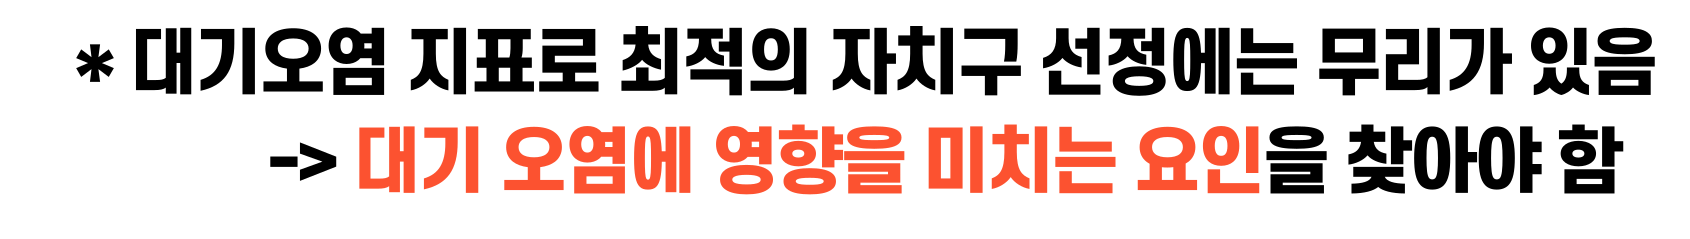 * 대기오염 지표로 최적의 자치구 선정에는 무리가 있음
-> 대기 오염에 영향을 미치는 요인을 찾아야 함